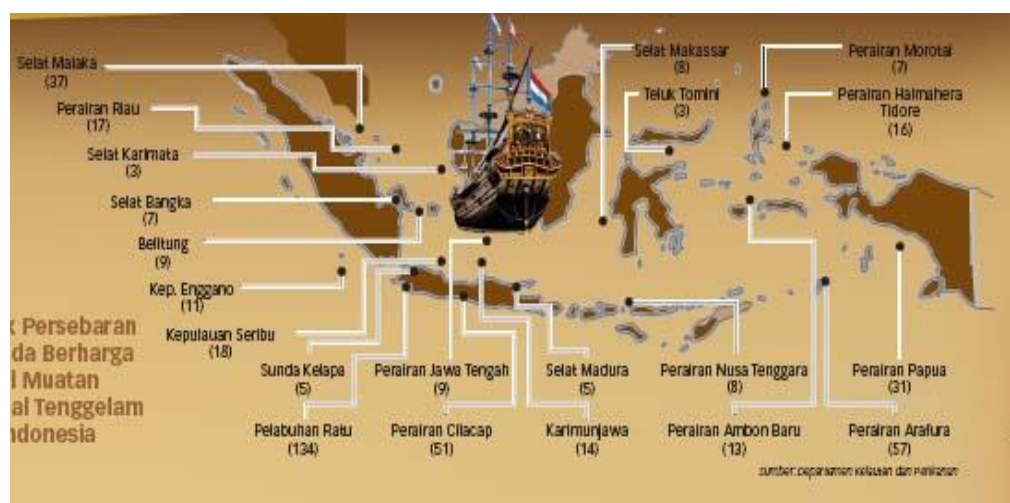 Selat Malaka
(37)
Perairan Riau
(17)
Selat Karimata
(3)
Selat Bangka
(7)
Belitung
(9)
Kep. Enggano
(11)
Kepulauan Seribu
(18)
Sunda Kelapa
(5)
Pelabuhan Ratu
(134)
Perairan Jawa Tengah
(9)
Perairan Cilacap
(51)
Selat Madura
(5)
Karimunjawa
(14)
Perairan Nusa Tenggara
(8)
Perairan Ambon Baru
(13)
Perairan Papua
(31)
Perairan Arafura
(57)
Selat Makassar
(8)
Teluk Tomini
(3)
Perairan Morotai
(7)
Perairan Halmahera
Tidore
(16)
k Persebaran
da Berharga
l Muatan
al Tenggelam
ndonesia
sumber: Departemen Kelautan dan Perikanan